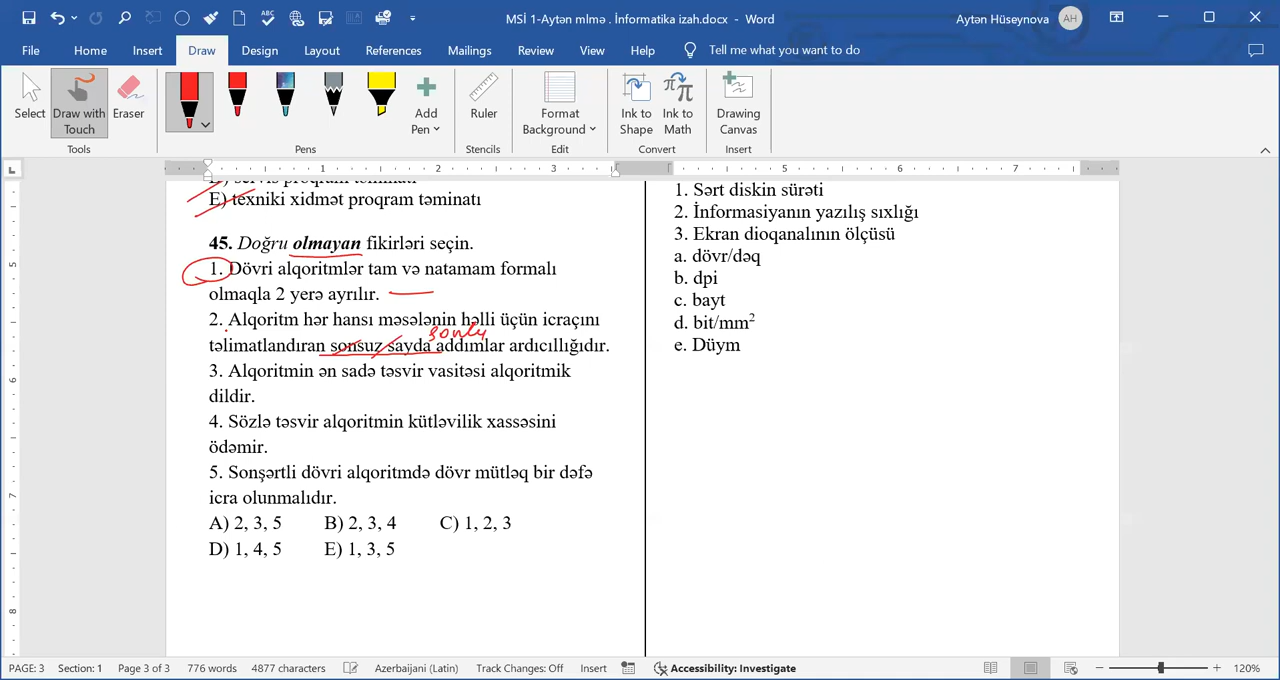 MSİ 1-Aytən mlmə . İnformatika izah.docx - Word
Aytən Hüseynova
AH
File Home Insert Draw Design Layout References Mailings Review View Help Tell me what you want to do
Select
Draw with Touch
Eraser
Add Pen
Ruler
Format Background
Ink to Shape
Ink to Math
Drawing Canvas
Tools Pens Stencils Edit Convert Insert
1 2 3 5 6 7
E) texniki xidmət proqram təminatı
45. Doğru olmayan fikirləri seçin.
1. Dövri alqoritmlər tam və natamam formalı
olmaqla 2 yerə ayrılır.
2. Alqoritm hər hansı məsələnin həlli üçün icraçını
sonlu
təlimatlandıran sonsuz sayda addımlar ardıcıllığıdır.
3. Alqoritmin ən sadə təsvir vasitəsi alqoritmik
dildir.
4. Sözlə təsvir alqoritmin kütləvilik xassəsini
ödəmir.
5. Sonşərtli dövri alqoritmdə dövr mütləq bir dəfə
icra olunmalıdır.
A) 2, 3, 5 B) 2, 3, 4 C) 1, 2, 3
D) 1, 4, 5 E) 1, 3, 5
1. Sərt diskin sürəti
2. İnformasiyanın yazılış sıxlığı
3. Ekran dioqanalının ölçüsü
a. dövr/dəq
b. dpi
c. bayt
d. bit/mm²
e. Düym
PAGE: 3 Section: 1 Page 3 of 3 776 words 4877 characters Azerbaijani (Latin) Track Changes: Off Insert Accessibility: Investigate 120%